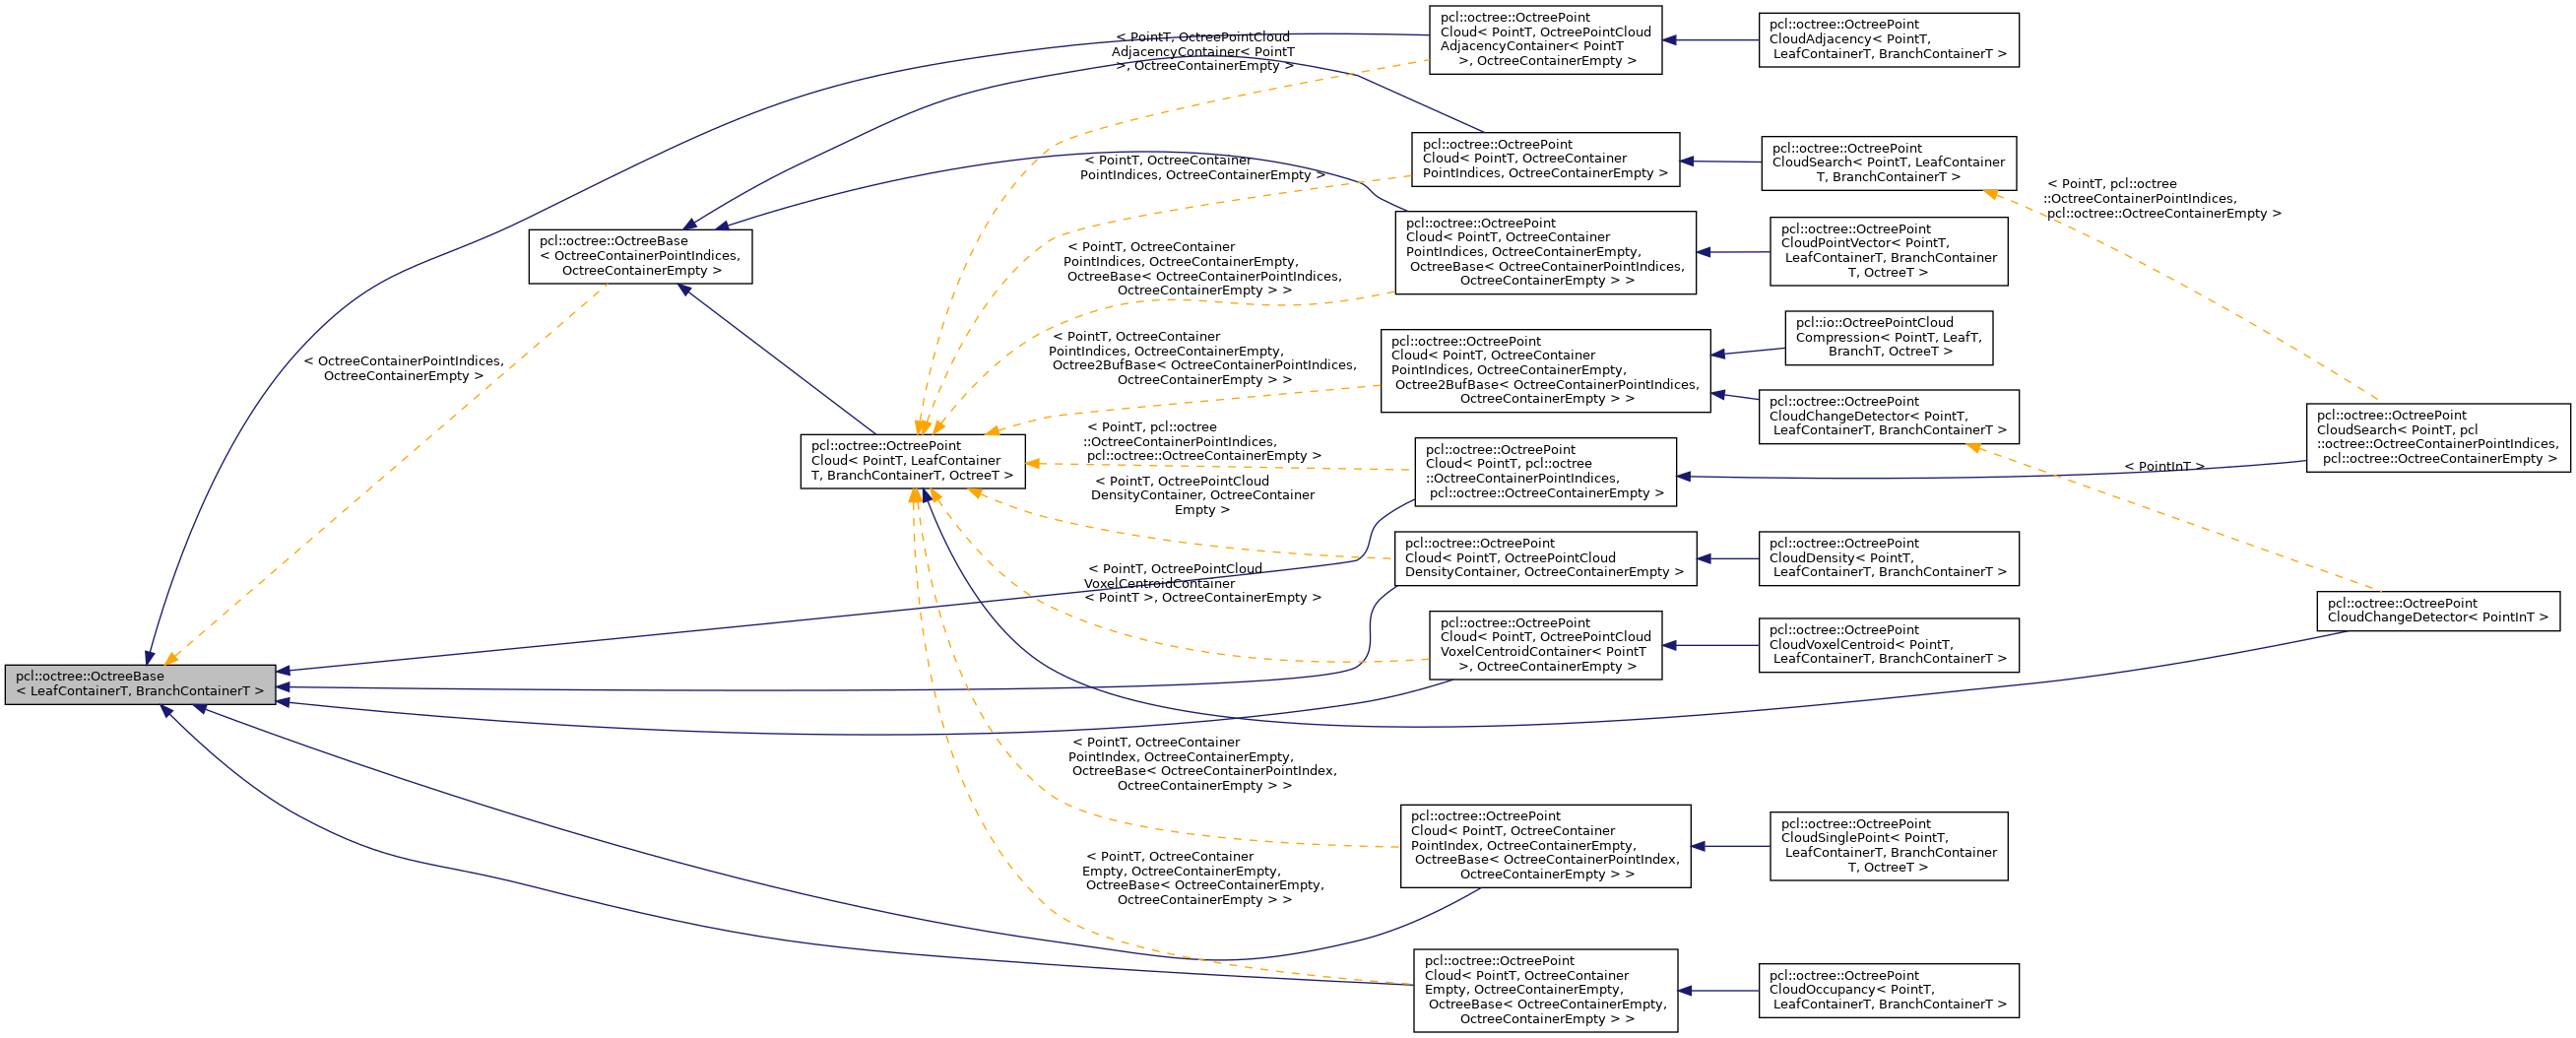 pcl::octree::OctreeBase
< LeafContainerT, BranchContainerT >
< OctreeContainerPointIndices,
OctreeContainerEmpty >
pcl::octree::OctreeBase
< OctreeContainerPointIndices,
OctreeContainerEmpty >
pcl::octree::OctreePoint
Cloud< PointT, LeafContainer
T, BranchContainerT, OctreeT >
< PointT, OctreePointCloud
AdjacencyContainer< PointT
>, OctreeContainerEmpty >
< PointT, OctreeContainer
PointIndices, OctreeContainerEmpty >
< PointT, OctreeContainer
PointIndices, OctreeContainerEmpty,
OctreeBase< OctreeContainerPointIndices,
OctreeContainerEmpty > >
< PointT, OctreeContainer
PointIndices, OctreeContainerEmpty,
Octree2BufBase< OctreeContainerPointIndices,
OctreeContainerEmpty > >
< PointT, pcl::octree
::OctreeContainerPointIndices,
pcl::octree::OctreeContainerEmpty >
< PointT, OctreePointCloud
DensityContainer, OctreeContainer
Empty >
< PointT, OctreePointCloud
VoxelCentroidContainer
< PointT >, OctreeContainerEmpty >
< PointT, OctreeContainer
PointIndex, OctreeContainerEmpty,
OctreeBase< OctreeContainerPointIndex,
OctreeContainerEmpty > >
< PointT, OctreeContainer
Empty, OctreeContainerEmpty,
OctreeBase< OctreeContainerEmpty,
OctreeContainerEmpty > >
pcl::octree::OctreePoint
Cloud< PointT, OctreePointCloud
AdjacencyContainer< PointT
>, OctreeContainerEmpty >
pcl::octree::OctreePoint
Cloud< PointT, OctreeContainer
PointIndices, OctreeContainerEmpty >
pcl::octree::OctreePoint
Cloud< PointT, OctreeContainer
PointIndices, OctreeContainerEmpty,
OctreeBase< OctreeContainerPointIndices,
OctreeContainerEmpty > >
pcl::octree::OctreePoint
Cloud< PointT, OctreeContainer
PointIndices, OctreeContainerEmpty,
Octree2BufBase< OctreeContainerPointIndices,
OctreeContainerEmpty > >
pcl::octree::OctreePoint
Cloud< PointT, pcl::octree
::OctreeContainerPointIndices,
pcl::octree::OctreeContainerEmpty >
pcl::octree::OctreePoint
Cloud< PointT, OctreePointCloud
DensityContainer, OctreeContainerEmpty >
pcl::octree::OctreePoint
Cloud< PointT, OctreePointCloud
VoxelCentroidContainer< PointT
>, OctreeContainerEmpty >
pcl::octree::OctreePoint
Cloud< PointT, OctreeContainer
PointIndex, OctreeContainerEmpty,
OctreeBase< OctreeContainerPointIndex,
OctreeContainerEmpty > >
pcl::octree::OctreePoint
Cloud< PointT, OctreeContainer
Empty, OctreeContainerEmpty,
OctreeBase< OctreeContainerEmpty,
OctreeContainerEmpty > >
pcl::octree::OctreePoint
CloudAdjacency< PointT,
LeafContainerT, BranchContainerT >
pcl::octree::OctreePoint
CloudSearch< PointT, LeafContainer
T, BranchContainerT >
pcl::octree::OctreePoint
CloudPointVector< PointT,
LeafContainerT, BranchContainer
T, OctreeT >
pcl::io::OctreePointCloud
Compression< PointT, LeafT,
BranchT, OctreeT >
pcl::octree::OctreePoint
CloudChangeDetector< PointT,
LeafContainerT, BranchContainerT >
pcl::octree::OctreePoint
CloudDensity< PointT,
LeafContainerT, BranchContainerT >
pcl::octree::OctreePoint
CloudVoxelCentroid< PointT,
LeafContainerT, BranchContainerT >
pcl::octree::OctreePoint
CloudSinglePoint< PointT,
LeafContainerT, BranchContainer
T, OctreeT >
pcl::octree::OctreePoint
CloudOccupancy< PointT,
LeafContainerT, BranchContainerT >
< PointT, pcl::octree
::OctreeContainerPointIndices,
pcl::octree::OctreeContainerEmpty >
< PointInT >
pcl::octree::OctreePoint
CloudSearch< PointT, pcl
::octree::OctreeContainerPointIndices,
pcl::octree::OctreeContainerEmpty >
pcl::octree::OctreePoint
CloudChangeDetector< PointInT >